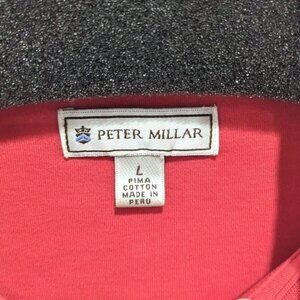 PETER MILLAR
L
PIMA
COTTON
MADE IN
PERU